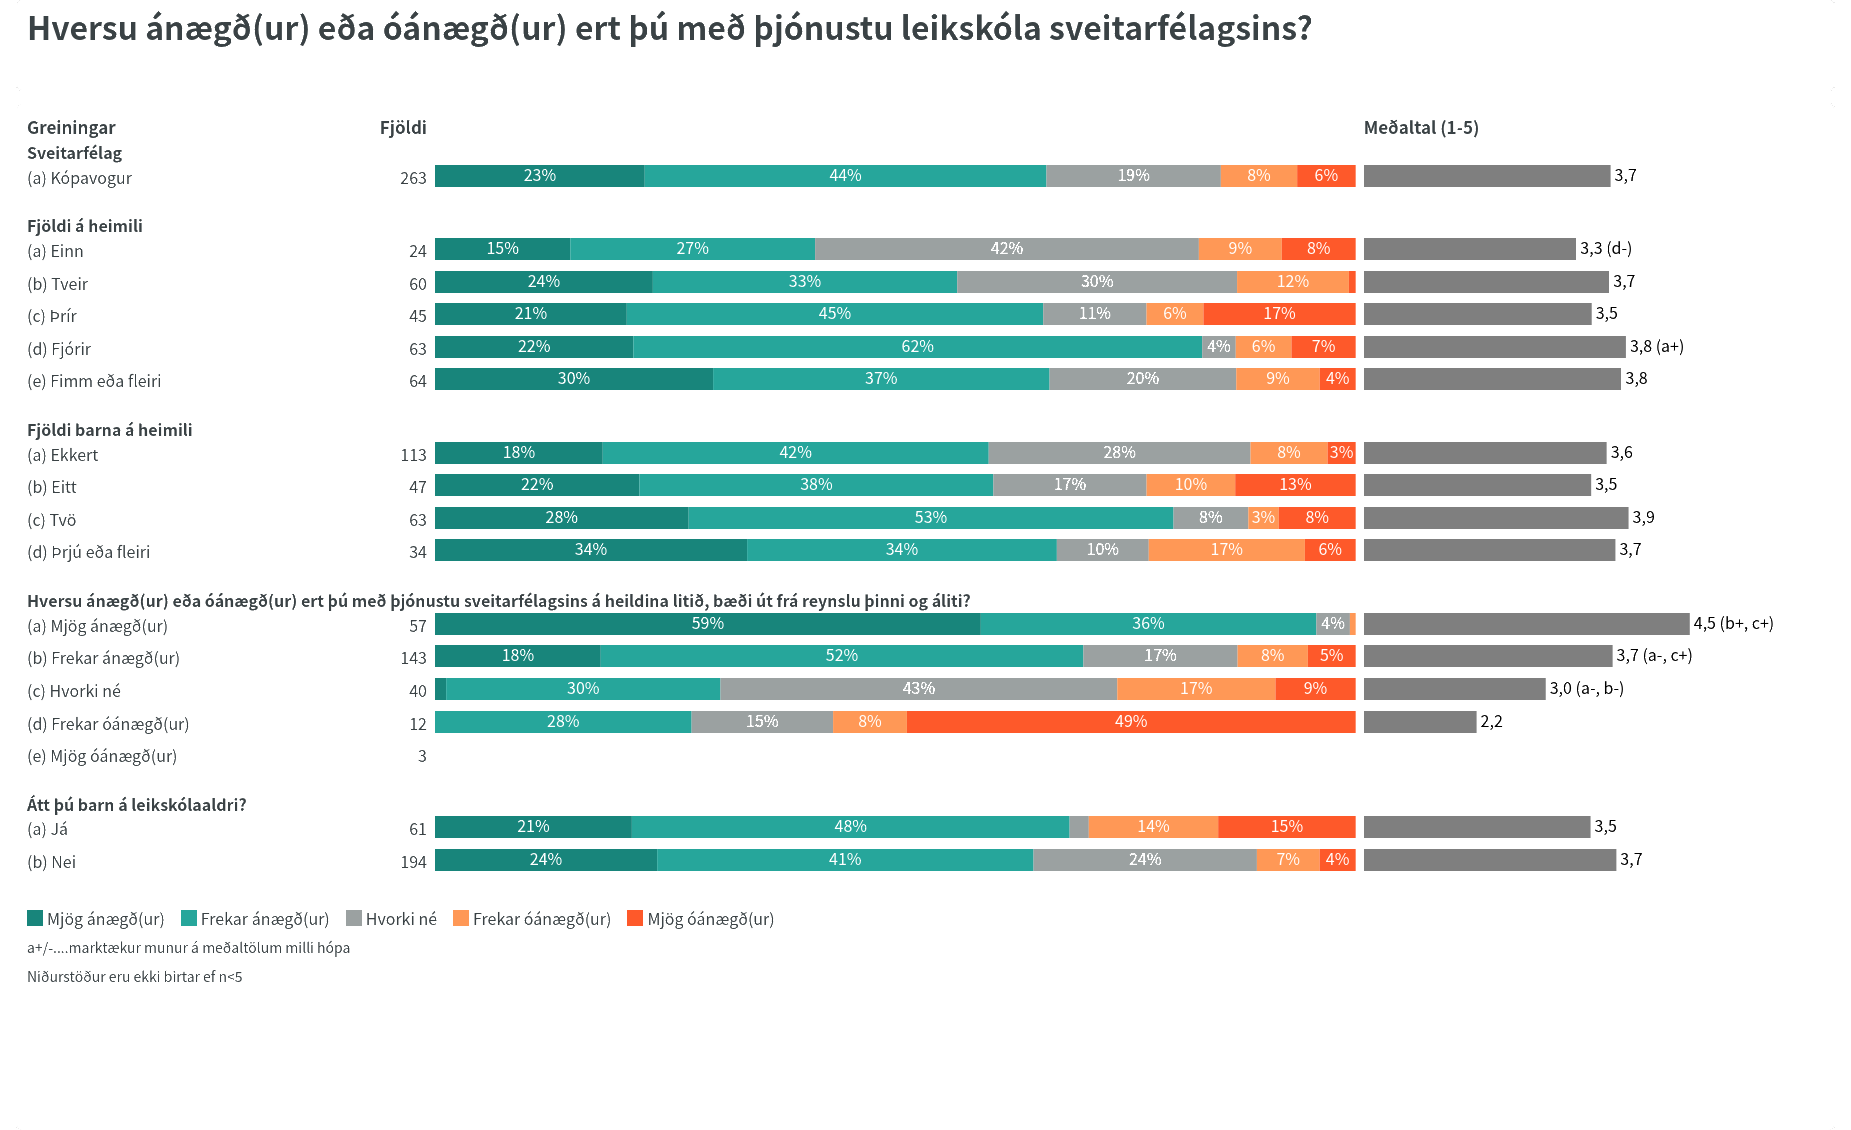 Hversu ánægð(ur) eða óánægð(ur) ert þú með þjónustu leikskóla sveitarfélagsins?
Greiningar Fjöldi Meðaltal (1-5)
Sveitarfélag
(a) Kópavogur 263 23% 44% 19% 8% 6% 3,7
Fjöldi á heimili
(a) Einn 24 15% 27% 42% 9% 8% 3,3 (d-)
(b) Tveir 60 24% 33% 30% 12% 3,7
(c) Þrír 45 21% 45% 11% 6% 17% 3,5
(d) Fjórir 63 22% 62% 4% 6% 7% 3,8 (a+)
(e) Fimm eða fleiri 64 30% 37% 20% 9% 4% 3,8
Fjöldi barna á heimili
(a) Ekkert 113 18% 42% 28% 8% 3% 3,6
(b) Eitt 47 22% 38% 17% 10% 13% 3,5
(c) Tvö 63 28% 53% 8% 3% 8% 3,9
(d) Þrjú eða fleiri 34 34% 34% 10% 17% 6% 3,7
Hversu ánægð(ur) eða óánægð(ur) ert þú með þjónustu sveitarfélagsins á heildina litið, bæði út frá reynslu þinni og áliti?
(a) Mjög ánægð(ur) 57 59% 36% 4% 4,5 (b+, c+)
(b) Frekar ánægð(ur) 143 18% 52% 17% 8% 5% 3,7 (a-, c+)
(c) Hvorki né 40 30% 43% 17% 9% 3,0 (a-, b-)
(d) Frekar óánægð(ur) 12 28% 15% 8% 49% 2,2
(e) Mjög óánægð(ur) 3
Átt þú barn á leikskólaaldri?
(a) Já 61 21% 48% 14% 15% 3,5
(b) Nei 194 24% 41% 24% 7% 4% 3,7
Mjög ánægð(ur) Frekar ánægð(ur) Hvorki né Frekar óánægð(ur) Mjög óánægð(ur)
a+/-....marktækur munur á meðaltölum milli hópa
Niðurstöður eru ekki birtar ef n<5